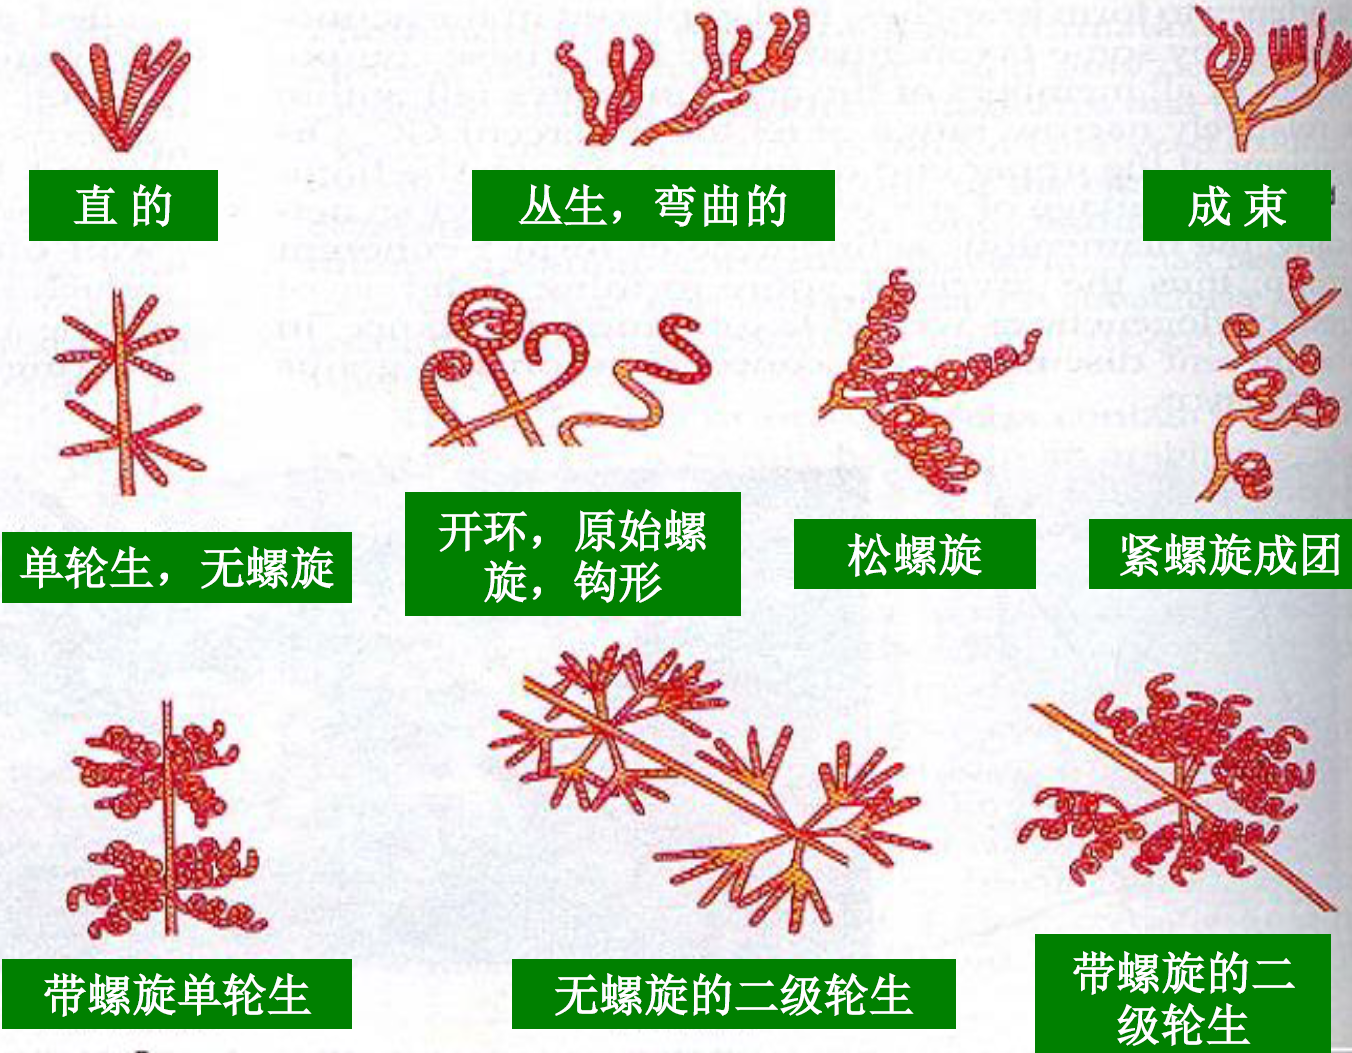 直 的
丛生，弯曲的
成 束
单轮生，无螺旋
开环，原始螺
旋，钩形
松螺旋
紧螺旋成团
带螺旋单轮生
无螺旋的二级轮生
带螺旋的二
级轮生